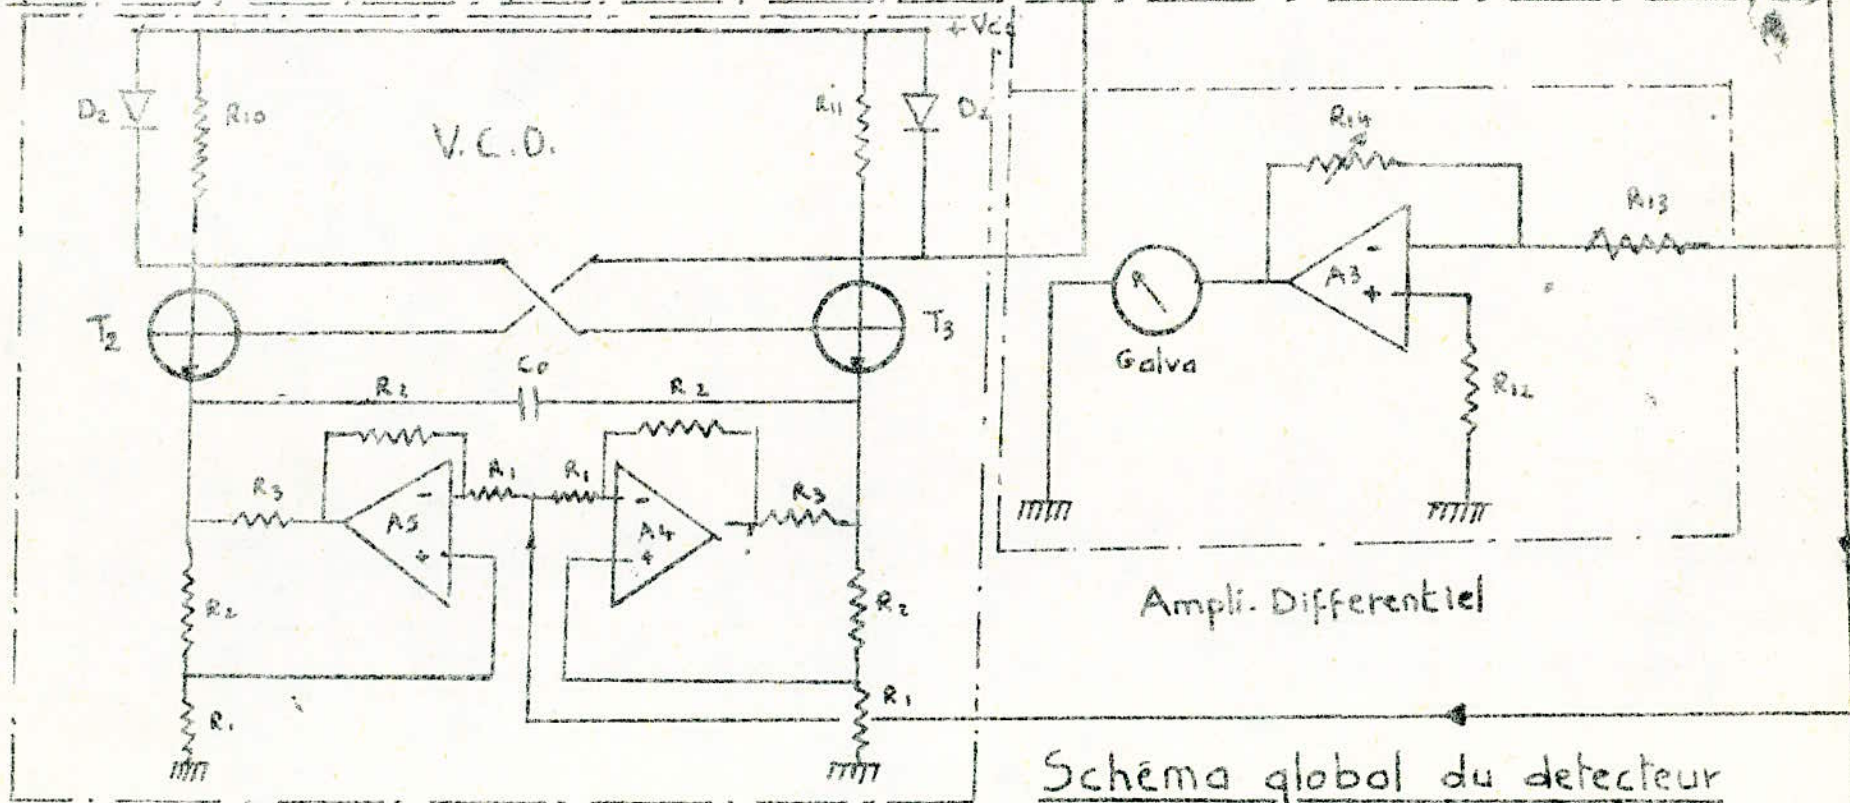 +Vcc
D2
R10
V.C.O.
R11
D2
R14
R13
A3
-
+
T2
T3
Galva
C0
R2
R2
R12
R3
A5
-
+
R1
R1
A4
-
+
R3
R2
R2
Ampli. Differentiel
R1
R1
Schéma global du detecteur